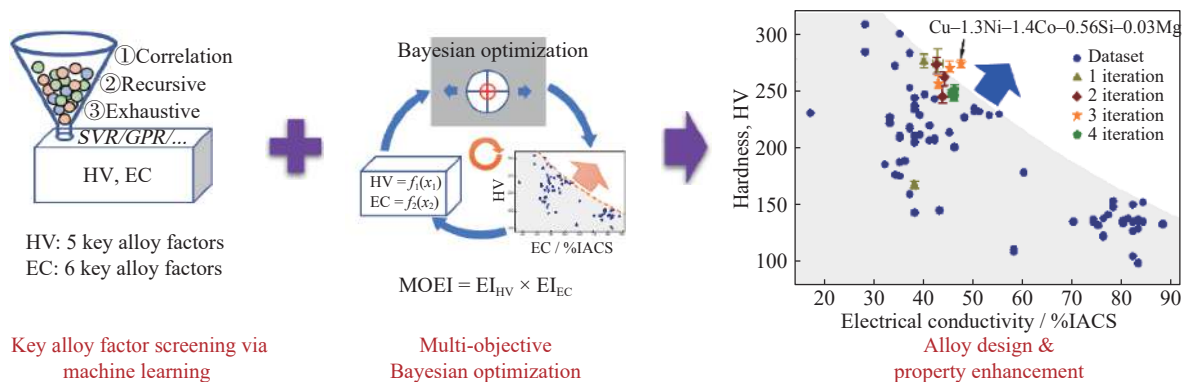 ①Correlation
②Recursive
③Exhaustive
SVR/GPR/...
HV, EC
HV: 5 key alloy factors
EC: 6 key alloy factors
Key alloy factor screening via
machine learning
Bayesian optimization
HV = f₁(x₁)
EC = f₂(x₂)
HV
EC / %IACS
MOEI = EI_HV × EI_EC
Multi-objective
Bayesian optimization
Cu–1.3Ni–1.4Co–0.56Si–0.03Mg
Dataset
1 iteration
2 iteration
3 iteration
4 iteration
Hardness, HV
300
250
200
150
100
20 30 40 50 60 70 80 90
Electrical conductivity / %IACS
Alloy design &
property enhancement